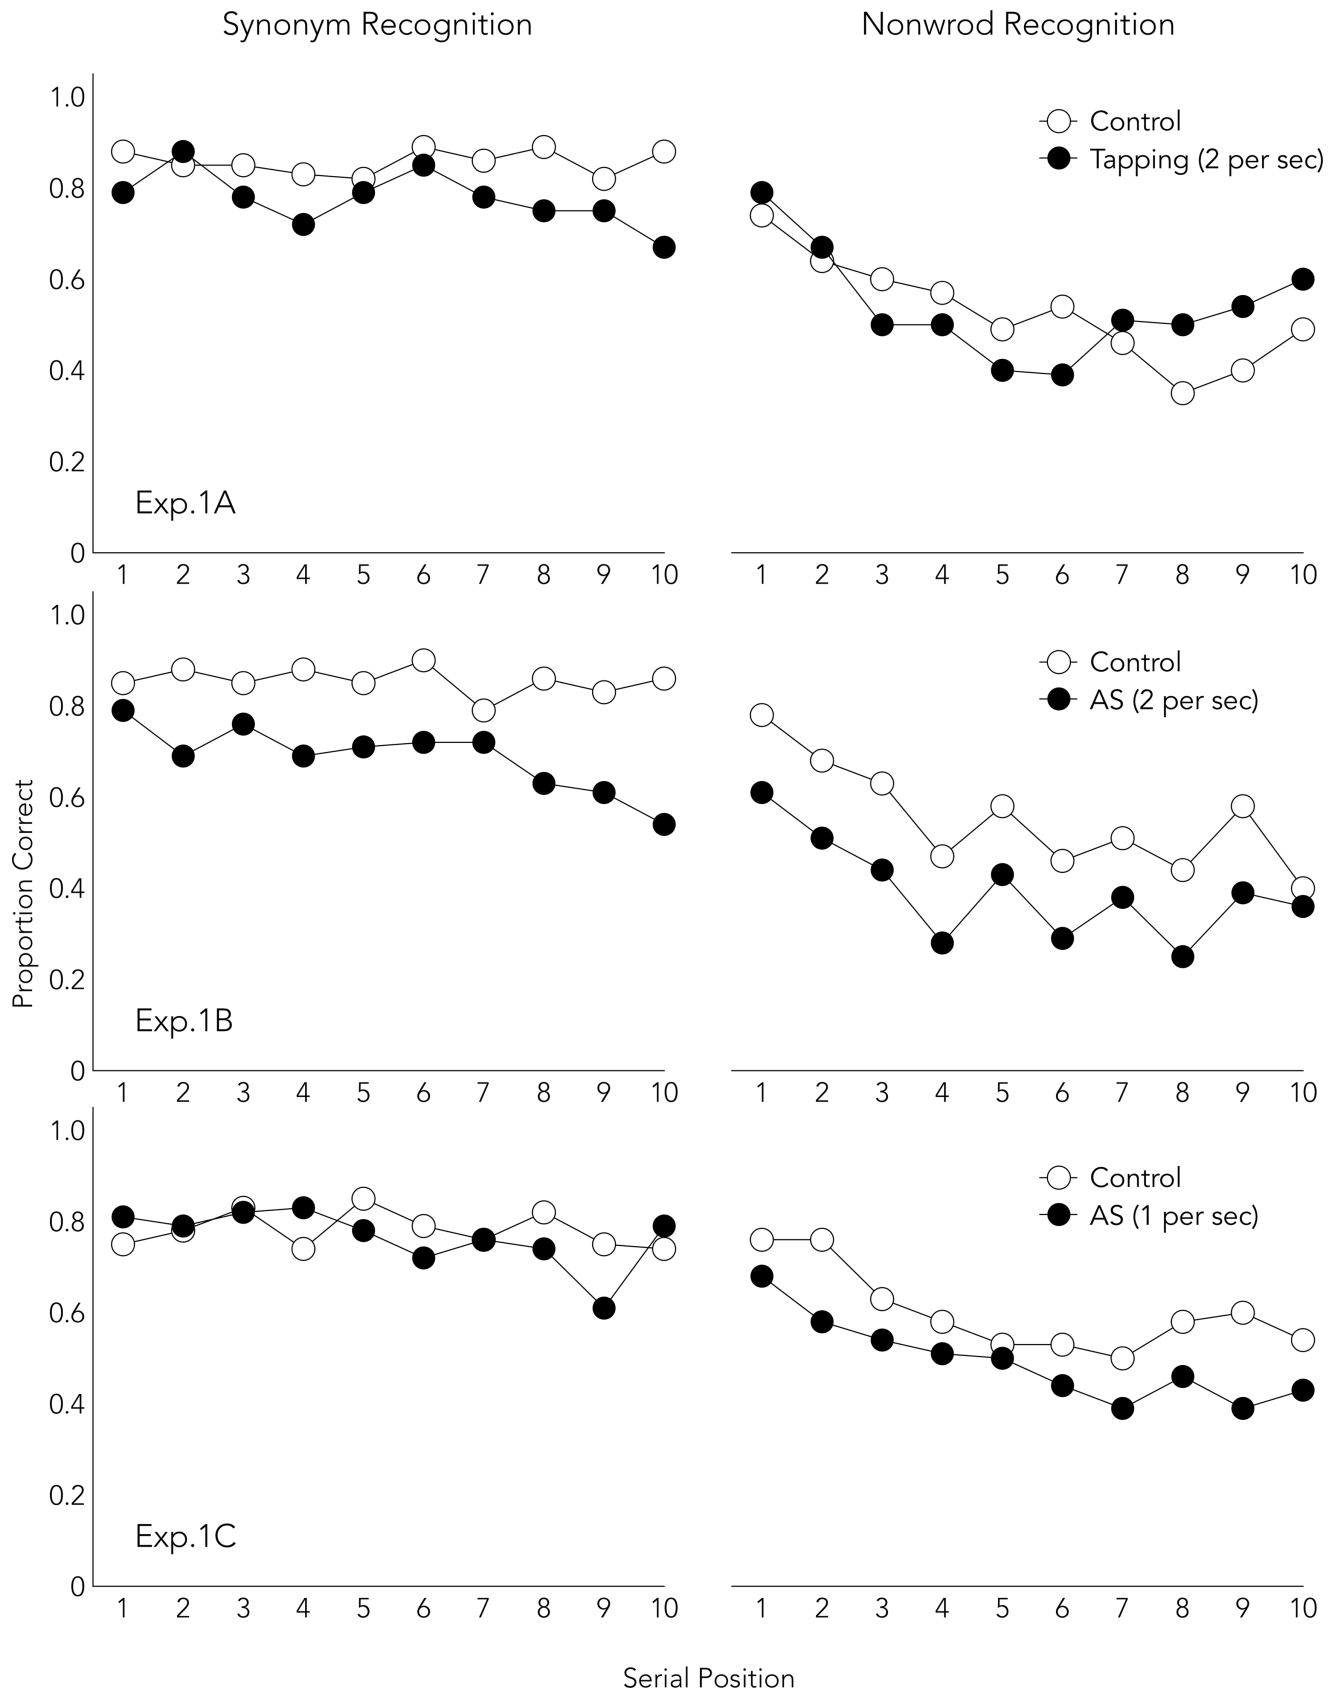 Synonym Recognition
Nonwrod Recognition
1.0
0.8
0.6
0.4
0.2
0
Exp.1A
1 2 3 4 5 6 7 8 9 10
Control
Tapping (2 per sec)
1 2 3 4 5 6 7 8 9 10
Proportion Correct
1.0
0.8
0.6
0.4
0.2
0
Exp.1B
1 2 3 4 5 6 7 8 9 10
Control
AS (2 per sec)
1 2 3 4 5 6 7 8 9 10
1.0
0.8
0.6
0.4
0.2
0
Exp.1C
1 2 3 4 5 6 7 8 9 10
Control
AS (1 per sec)
1 2 3 4 5 6 7 8 9 10
Serial Position